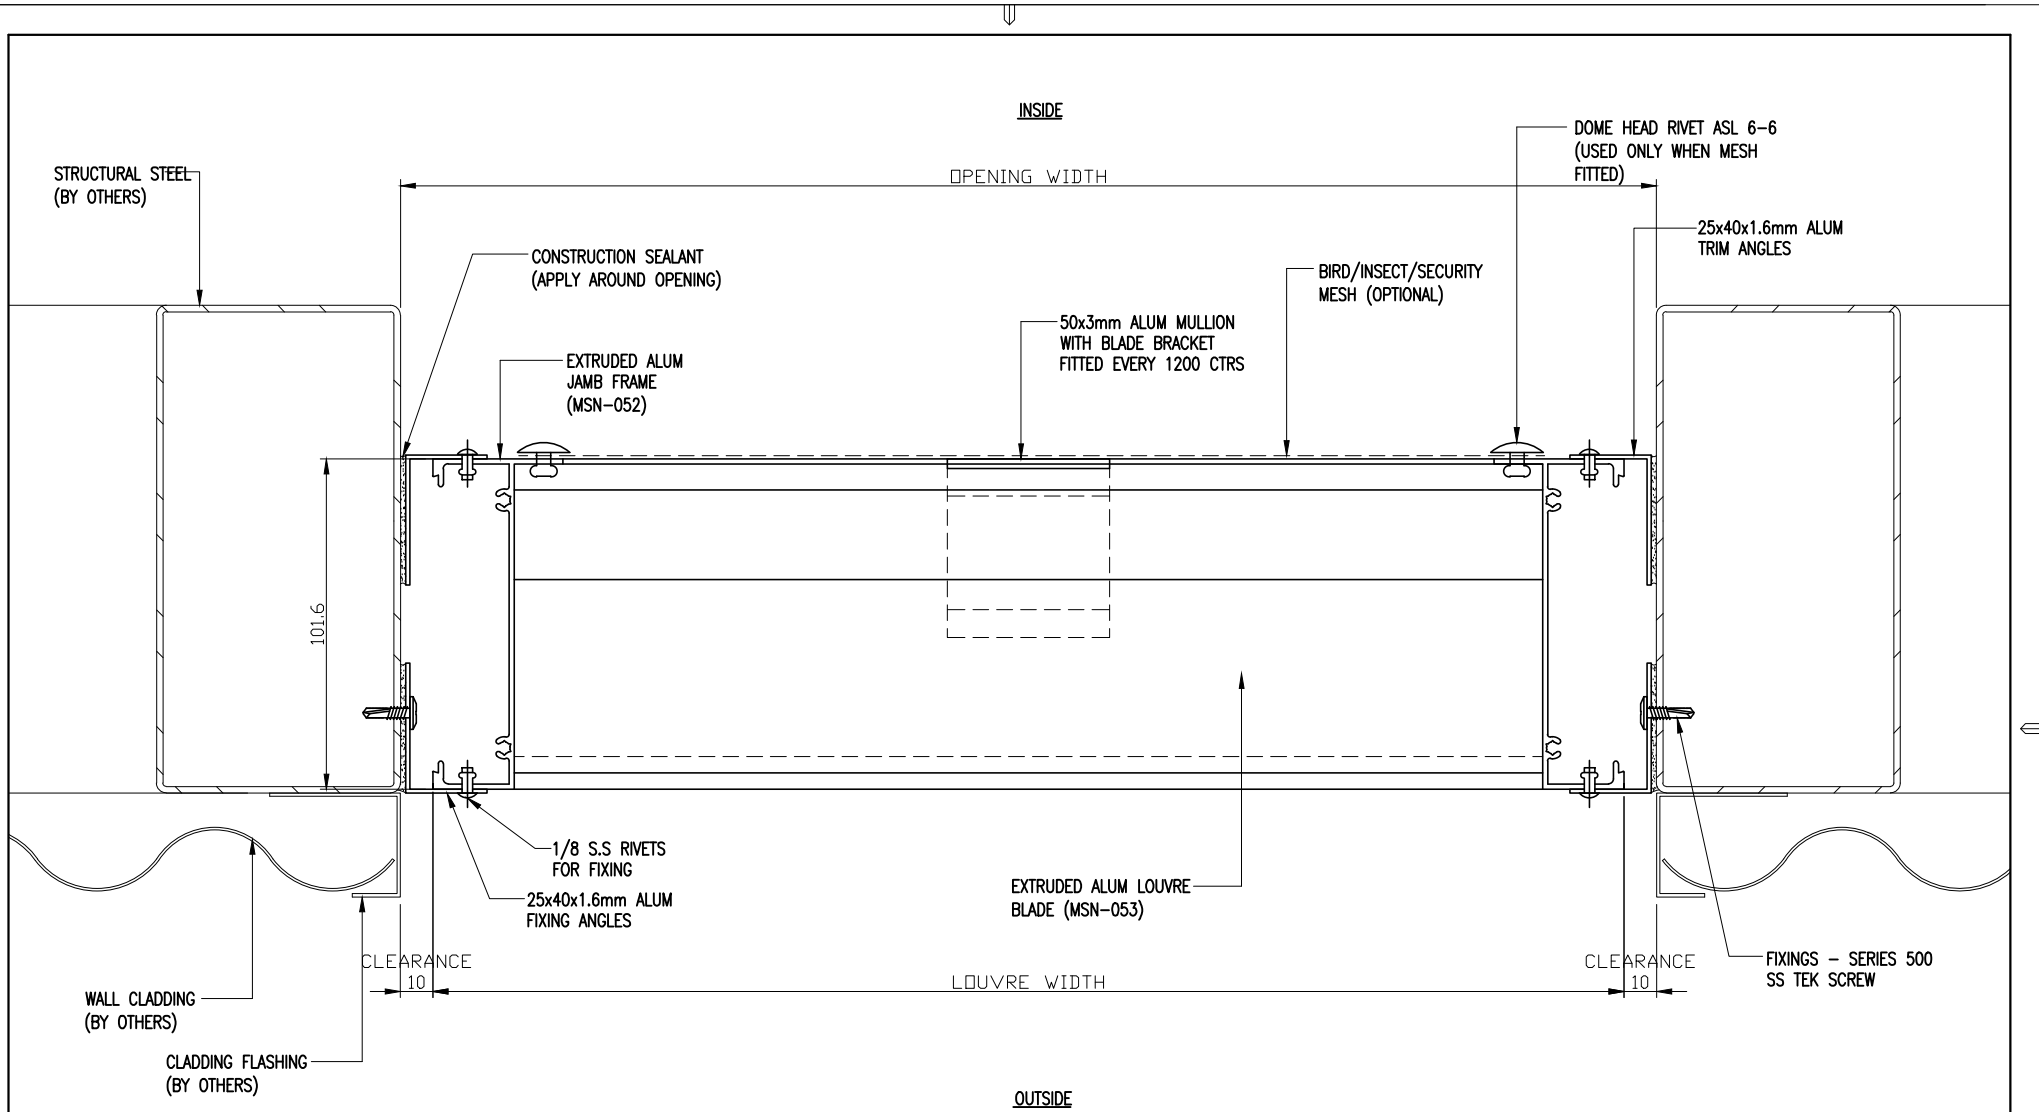 INSIDE
DOME HEAD RIVET ASL 6-6
(USED ONLY WHEN MESH
FITTED)
STRUCTURAL STEEL
(BY OTHERS)
OPENING WIDTH
25x40x1.6mm ALUM
TRIM ANGLES
CONSTRUCTION SEALANT
(APPLY AROUND OPENING)
BIRD/INSECT/SECURITY
MESH (OPTIONAL)
50x3mm ALUM MULLION
WITH BLADE BRACKET
FITTED EVERY 1200 CTRS
EXTRUDED ALUM
JAMB FRAME
(MSN-052)
101.6
1/8 S.S RIVETS
FOR FIXING
25x40x1.6mm ALUM
FIXING ANGLES
EXTRUDED ALUM LOUVRE
BLADE (MSN-053)
CLEARANCE
10
LOUVRE WIDTH
CLEARANCE
10
FIXINGS - SERIES 500
SS TEK SCREW
WALL CLADDING
(BY OTHERS)
CLADDING FLASHING
(BY OTHERS)
OUTSIDE